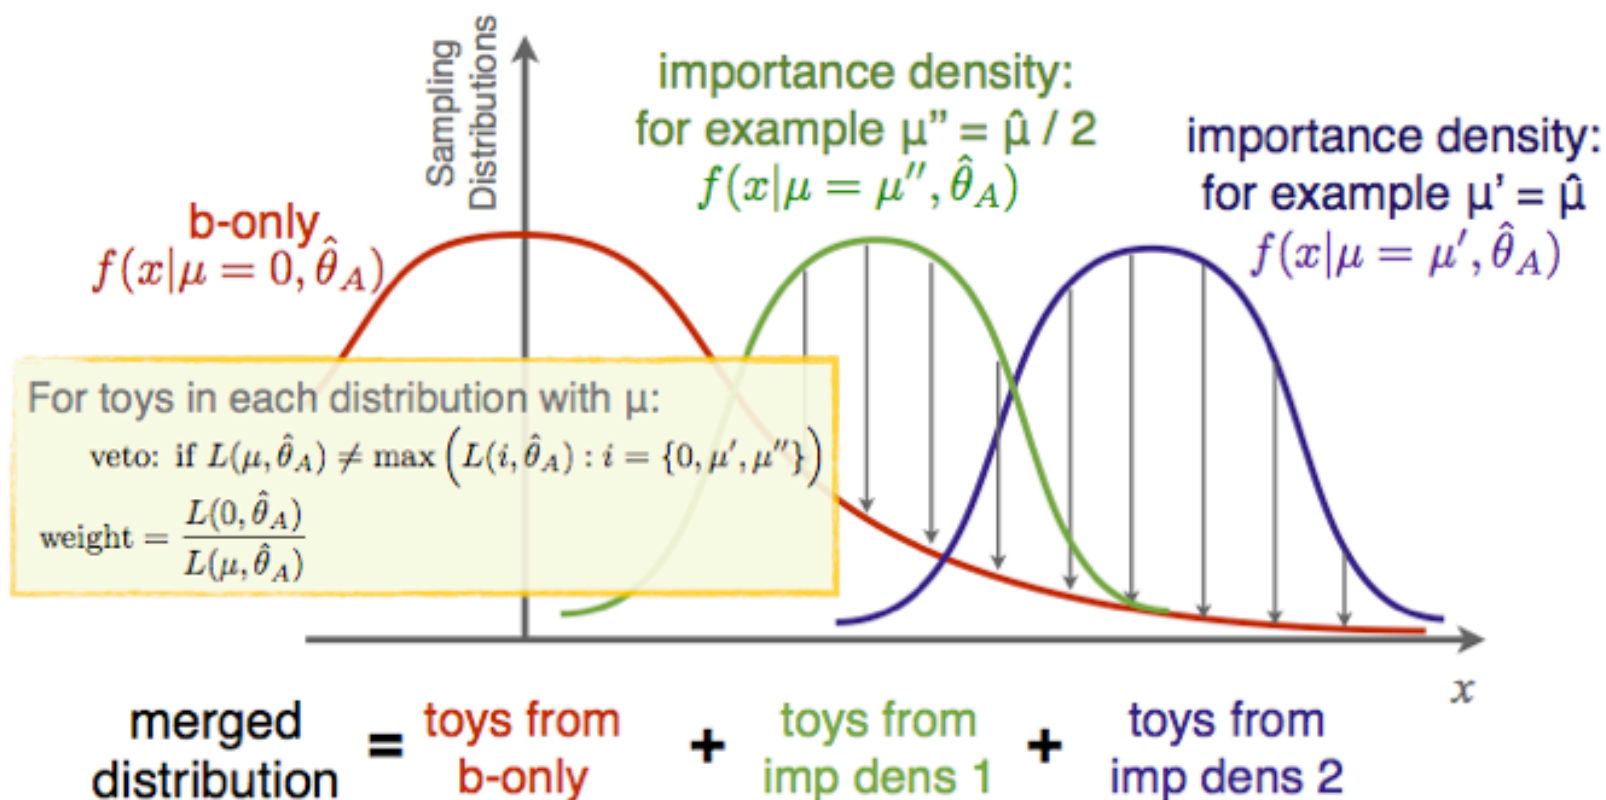 Sampling
Distributions
importance density:
for example μ” = μ̂ / 2
f(x|μ = μ′′, θ̂_A)
importance density:
for example μ’ = μ̂
f(x|μ = μ′, θ̂_A)
b-only
f(x|μ = 0, θ̂_A)
For toys in each distribution with μ:
veto: if L(μ, θ̂_A) ≠ max (L(i, θ̂_A) : i = {0, μ′, μ′′})
weight = L(0, θ̂_A) / L(μ, θ̂_A)
x
merged
distribution
=
toys from
b-only
+
toys from
imp dens 1
+
toys from
imp dens 2